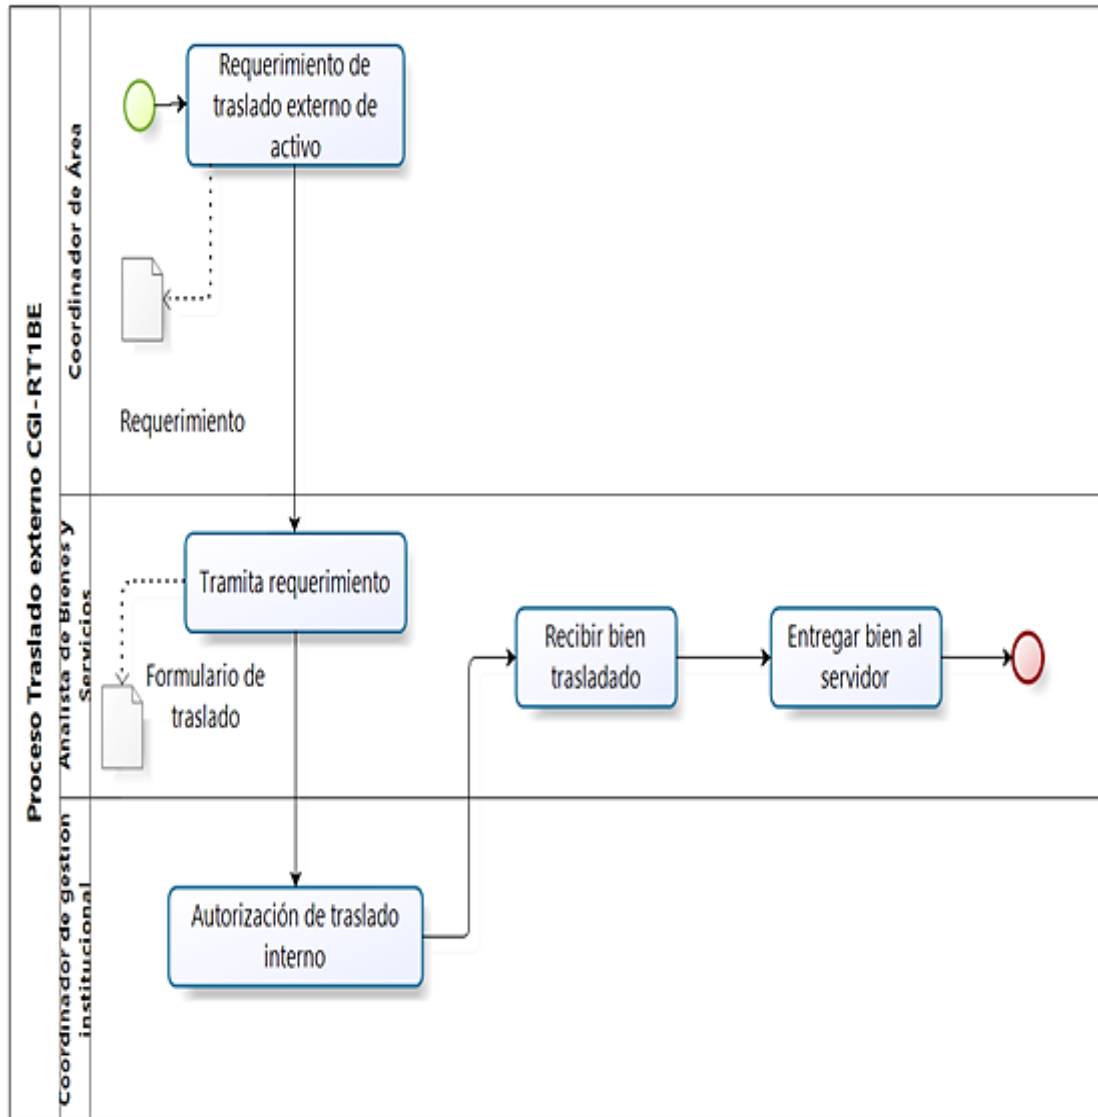 Proceso Traslado externo CGI-RT1BE
Coordinador de Área
Requerimiento de
traslado externo de
activo
Requerimiento
Analista de Bienes y
Servicios
Tramita requerimiento
Formulario de
traslado
Recibir bien
trasladado
Entregar bien al
servidor
Coordinador de gestión
institucional
Autorización de traslado
interno